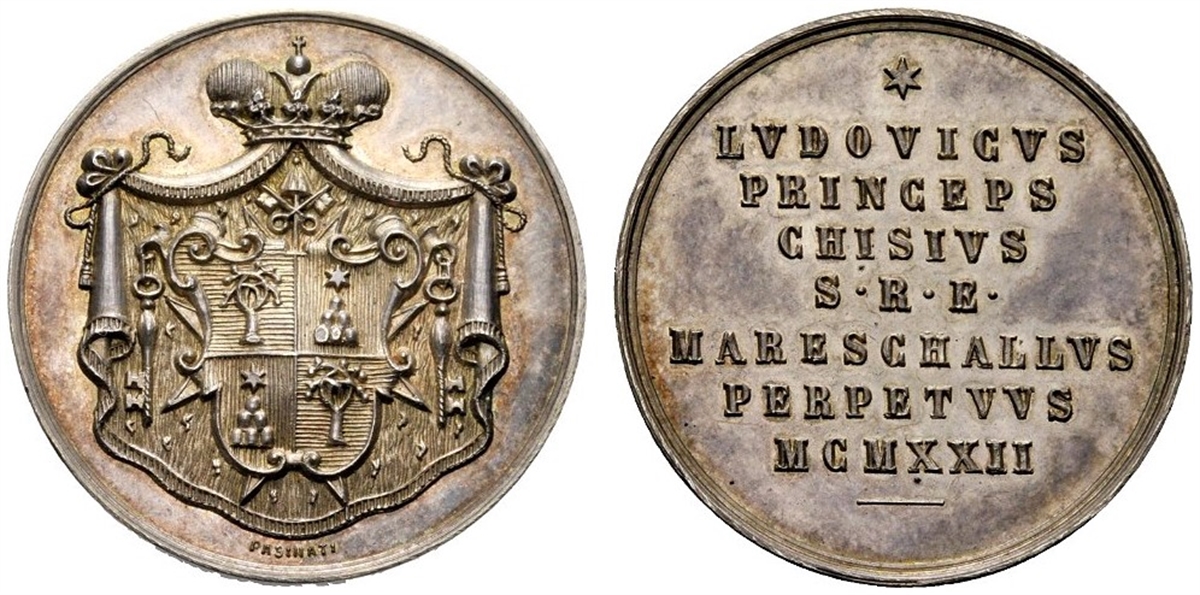 PASINATI
LVDOVICVS
PRINCEPS
CHISIVS
S·R·E·
MARESCHALLVS
PERPETVVS
MCMXXII